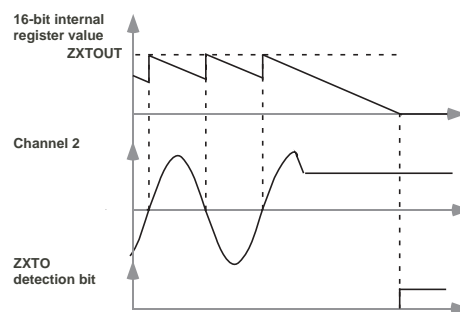 16-bit internal
register value
ZXTOUT
Channel 2
ZXTO
detection bit